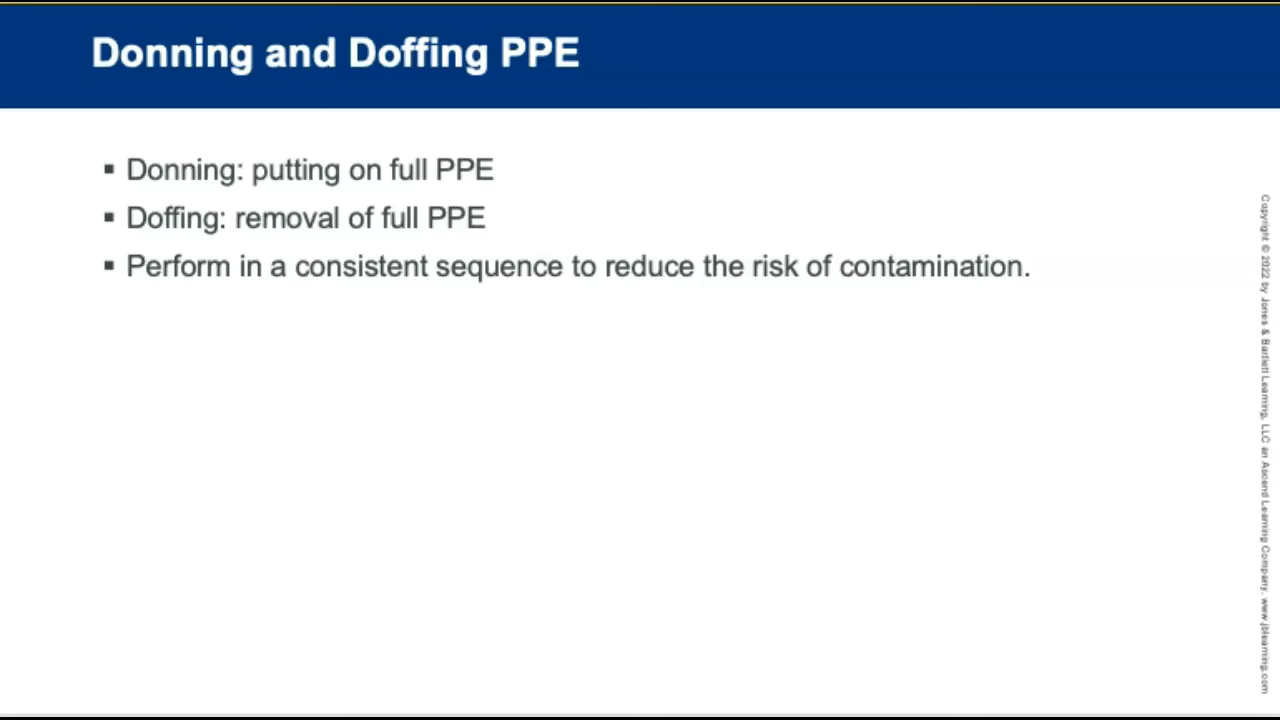 Donning and Doffing PPE
▪ Donning: putting on full PPE
▪ Doffing: removal of full PPE
▪ Perform in a consistent sequence to reduce the risk of contamination.
Copyright © 2022 by Jones & Bartlett Learning, LLC an Ascend Learning Company. www.jblearning.com